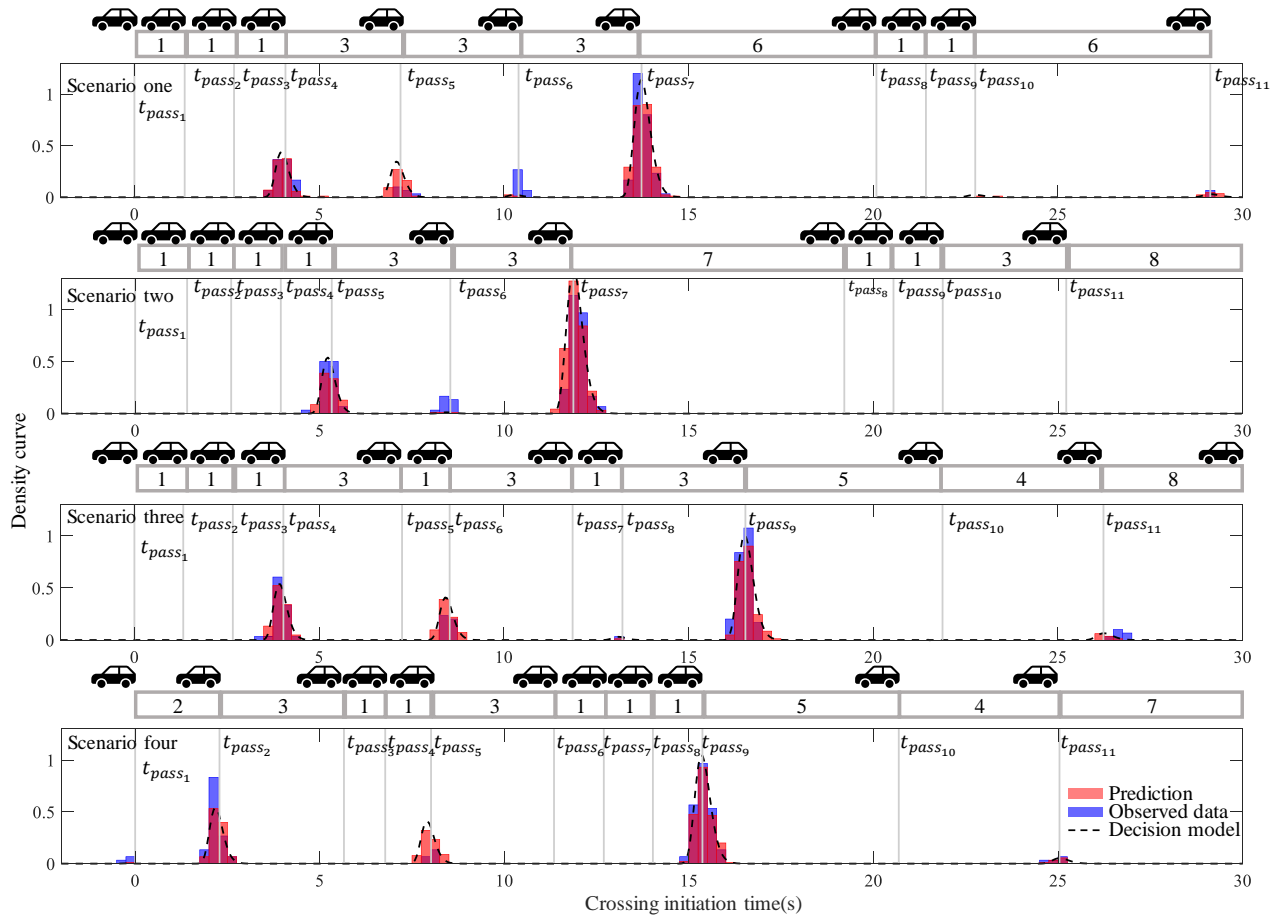 1 1 1 3 3 3 6 1 1 6
Scenario one
t_pass_1 t_pass_2 t_pass_3 t_pass_4 t_pass_5 t_pass_6 t_pass_7 t_pass_8 t_pass_9 t_pass_10 t_pass_11
1
0.5
0
0 5 10 15 20 25 30
1 1 1 1 3 3 7 1 1 3 8
Scenario two
t_pass_1 t_pass_2 t_pass_3 t_pass_4 t_pass_5 t_pass_6 t_pass_7 t_pass_8 t_pass_9 t_pass_10 t_pass_11
1
0.5
0
0 5 10 15 20 25 30
1 1 1 3 1 3 1 3 5 4 8
Scenario three
t_pass_1 t_pass_2 t_pass_3 t_pass_4 t_pass_5 t_pass_6 t_pass_7 t_pass_8 t_pass_9 t_pass_10 t_pass_11
1
0.5
0
0 5 10 15 20 25 30
2 3 1 1 3 1 1 1 5 4 7
Scenario four
t_pass_1 t_pass_2 t_pass_3 t_pass_4 t_pass_5 t_pass_6 t_pass_7 t_pass_8 t_pass_9 t_pass_10 t_pass_11
1
0.5
0
0 5 10 15 20 25 30
Prediction
Observed data
Decision model
Density curve
Crossing initiation time(s)